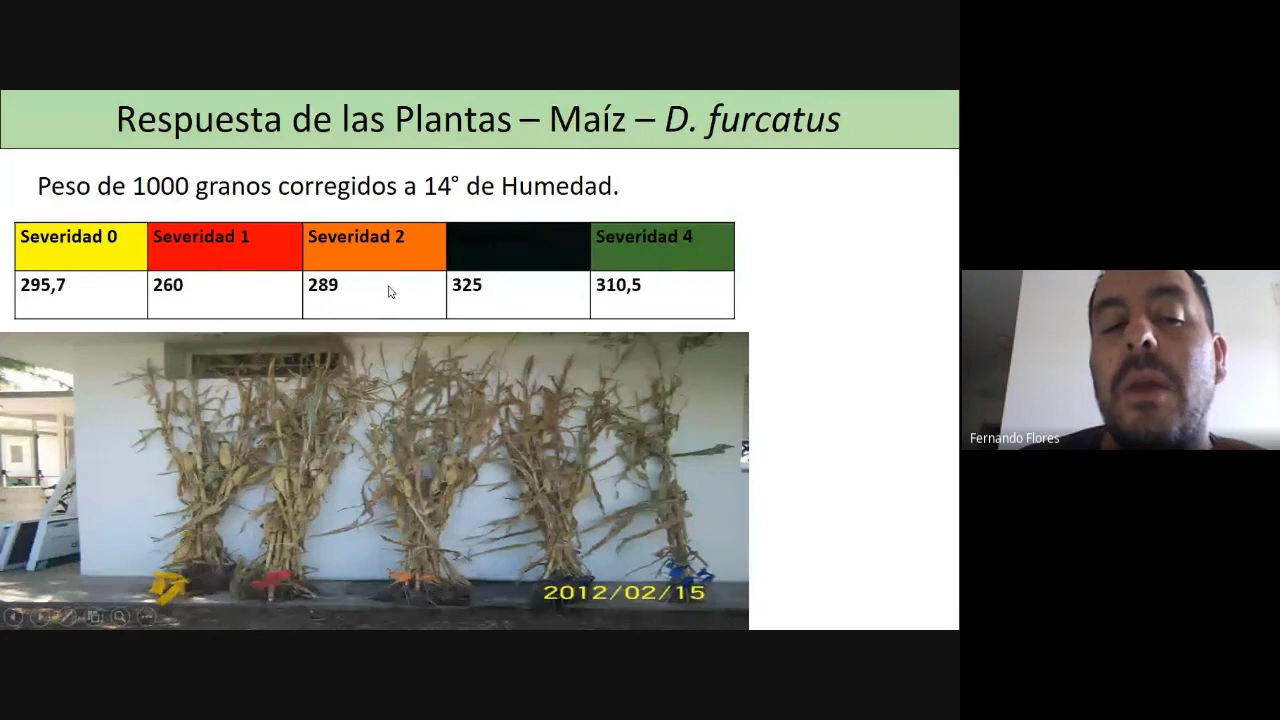 Respuesta de las Plantas – Maíz – D. furcatus
Peso de 1000 granos corregidos a 14° de Humedad.
Severidad 0 Severidad 1 Severidad 2 Severidad 4
295,7 260 289 325 310,5
2012/02/15
Fernando Flores